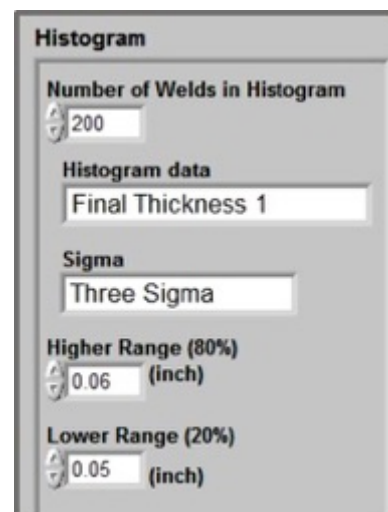 Histogram
Number of Welds in Histogram
200
Histogram data
Final Thickness 1
Sigma
Three Sigma
Higher Range (80%)
0.06 (inch)
Lower Range (20%)
0.05 (inch)